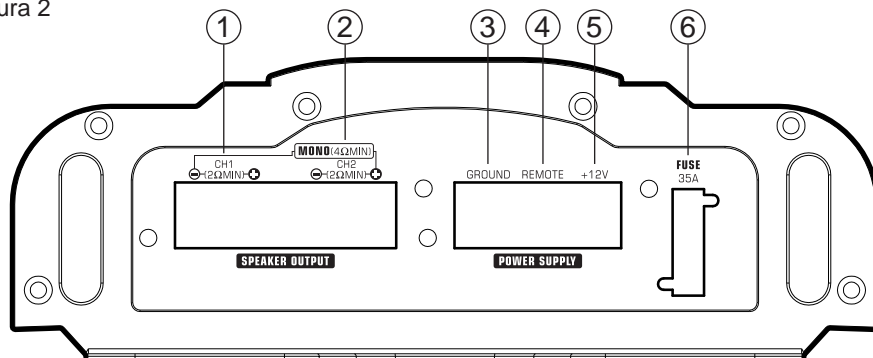 ura 2
1 2 3 4 5 6
MONO(4ΩMIN)
CH1 CH2
⊖-(2ΩMIN)-⊕ ⊖-(2ΩMIN)-⊕
GROUND REMOTE +12V
FUSE
35A
SPEAKER OUTPUT
POWER SUPPLY